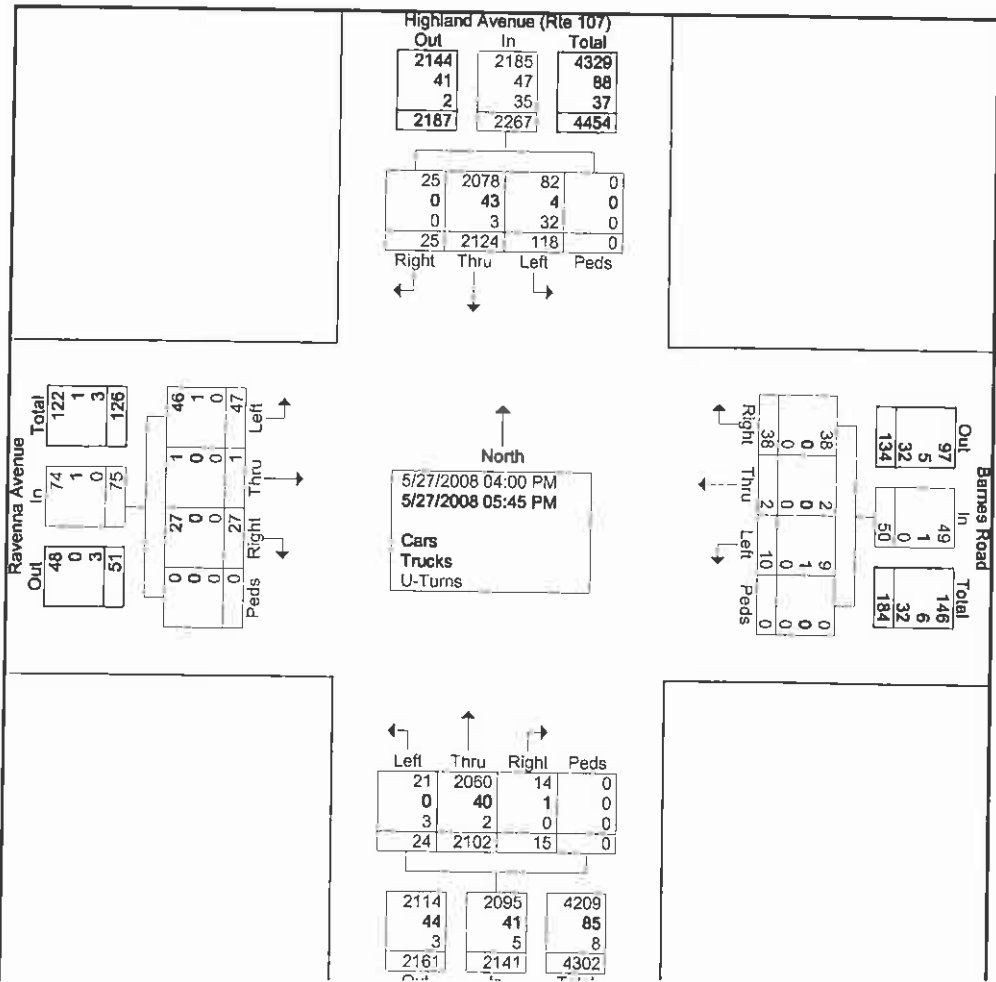 Highland Avenue (Rte 107)
Out In Total
2144 2185 4329
41 47 88
2 35 37
2187 2267 4454
25 2078 82 0
0 43 4 0
0 3 32 0
25 2124 118 0
Right Thru Left Peds
Ravenna Avenue
Total In Out
122 74 48
1 1 0
3 0 3
126 75 51
46 1 27 0
1 0 0 0
0 0 0 0
47 1 27 0
Left Thru Right Peds
North
5/27/2008 04:00 PM
5/27/2008 05:45 PM
Cars
Trucks
U-Turns
Barnes Road
Out In Total
97 49 146
5 1 6
32 0 32
134 50 184
38 2 9 0
0 0 1 0
0 0 0 0
38 2 10 0
Right Thru Left Peds
Left Thru Right Peds
21 2060 14 0
0 40 1 0
3 2 0 0
24 2102 15 0
2114 2095 4209
44 41 85
3 5 8
2161 2141 4302